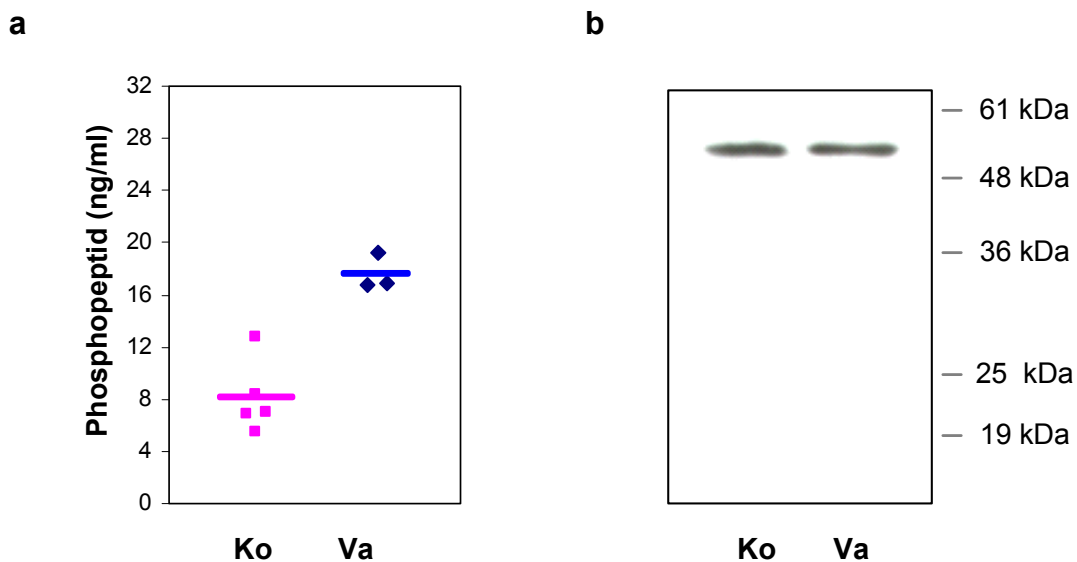 a
Phosphopeptid (ng/ml)
32
28
24
20
16
12
8
4
0
Ko Va
b
61 kDa
48 kDa
36 kDa
25 kDa
19 kDa
Ko Va